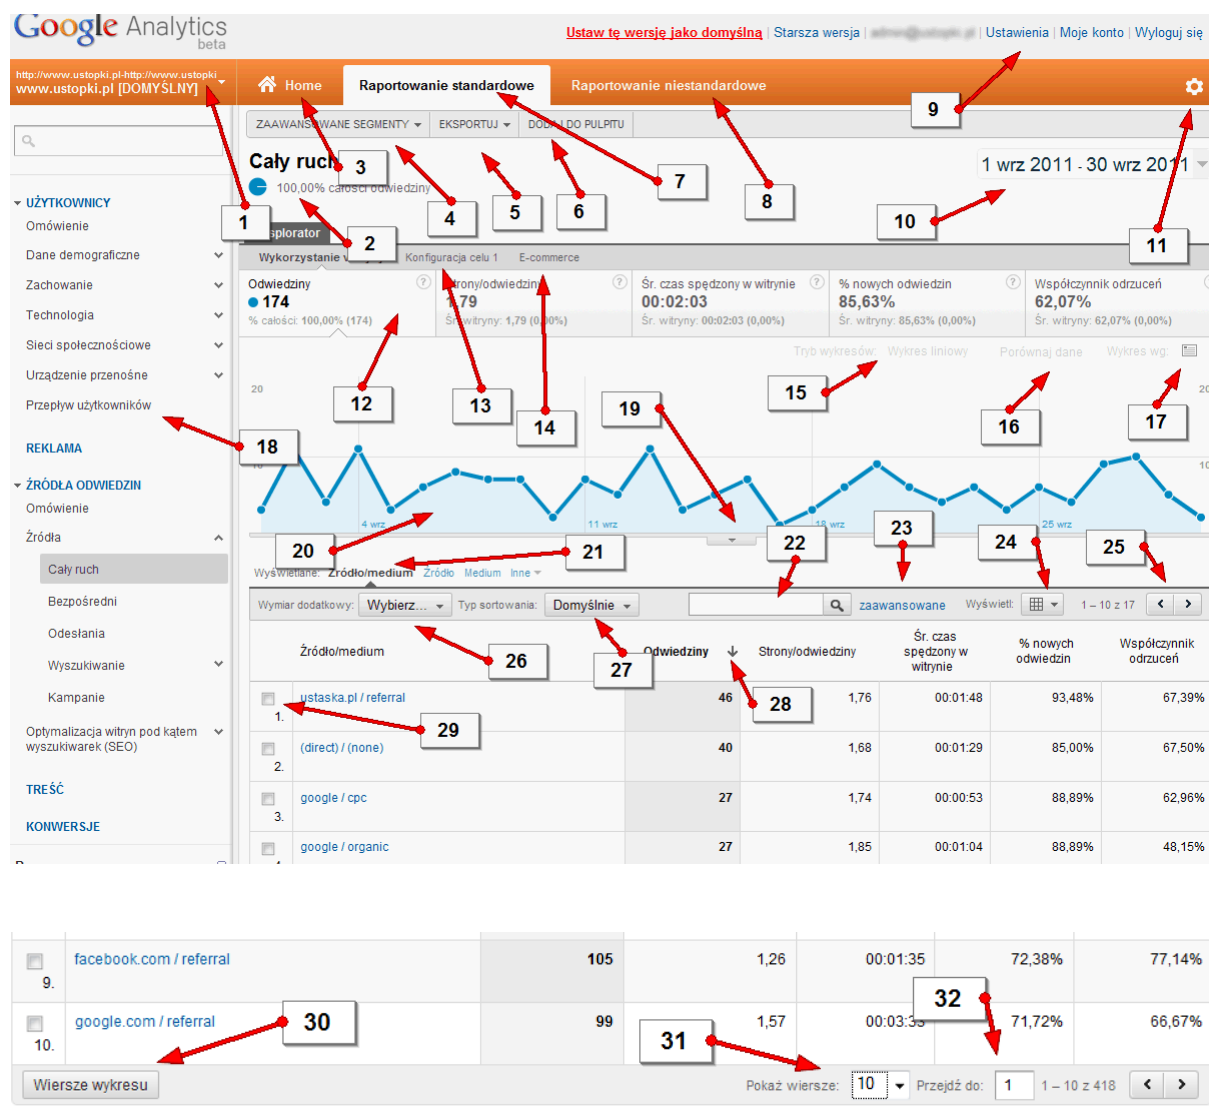 Google Analytics
beta
Ustaw tę wersję jako domyślną | Starsza wersja | | Ustawienia | Moje konto | Wyloguj się
http://www.ustopki.pl-http://www.ustopki
www.ustopki.pl [DOMYŚLNY]
Home
Raportowanie standardowe
Raportowanie niestandardowe
9
ZAAWANSOWANE SEGMENTY
EKSPORTUJ
DODAJ DO PULPITU
Cały ruch
3
7
1 wrz 2011 - 30 wrz 2011
100,00% całości odwiedziny
8
1
4
5
6
10
11
2
UŻYTKOWNICY
Omówienie
Dane demograficzne
Zachowanie
Technologia
Sieci społecznościowe
Urządzenie przenośne
Przepływ użytkowników
REKLAMA
ŹRÓDŁA ODWIEDZIN
Omówienie
Źródła
Cały ruch
Bezpośredni
Odesłania
Wyszukiwanie
Kampanie
Optymalizacja witryn pod kątem
wyszukiwarek (SEO)
TREŚĆ
KONWERSJE
18
Konfiguracja celu 1
E-commerce
Odwiedziny
174
% całości: 100,00% (174)
Strony/odwiedziny
1,79
Śr. witryny: 1,79 (0,00%)
Śr. czas spędzony w witrynie
00:02:03
Śr. witryny: 00:02:03 (0,00%)
% nowych odwiedzin
85,63%
Śr. witryny: 85,63% (0,00%)
Współczynnik odrzuceń
62,07%
Śr. witryny: 62,07% (0,00%)
Tryb wykresów: Wykres liniowy
Porównaj dane
Wykres wg:
12
13
14
15
16
17
19
20
20
10
10
4 wrz
11 wrz
18 wrz
25 wrz
20
21
22
23
24
25
Wyświetlane: Źródło/medium Źródło Medium Inne
Wymiar dodatkowy: Wybierz...
Typ sortowania: Domyślnie
zaawansowane
Wyświetl:
1 – 10 z 17
26
27
28
29
Źródło/medium
Odwiedziny
Strony/odwiedziny
Śr. czas
spędzony w
witrynie
% nowych
odwiedzin
Współczynnik
odrzuceń
1. ustaska.pl / referral 46 1,76 00:01:48 93,48% 67,39%
2. (direct) / (none) 40 1,68 00:01:29 85,00% 67,50%
3. google / cpc 27 1,74 00:00:53 88,89% 62,96%
google / organic 27 1,85 00:01:04 88,89% 48,15%
9. facebook.com / referral 105 1,26 00:01:35 72,38% 77,14%
10. google.com / referral 99 1,57 00:03:33 71,72% 66,67%
30
31
32
Wiersze wykresu
Pokaż wiersze: 10
Przejdź do: 1
1 – 10 z 418